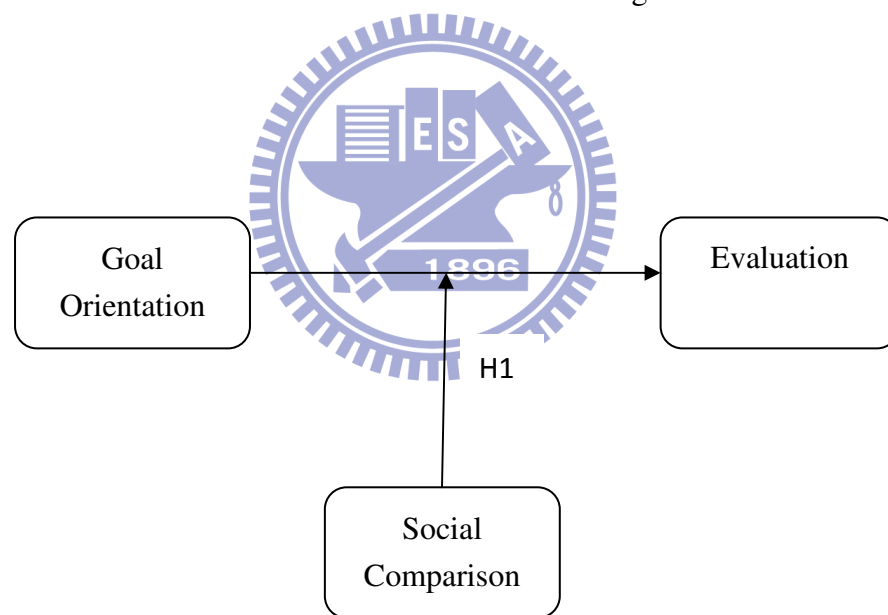 E S A
Goal
Orientation
Evaluation
1896
H1
Social
Comparison